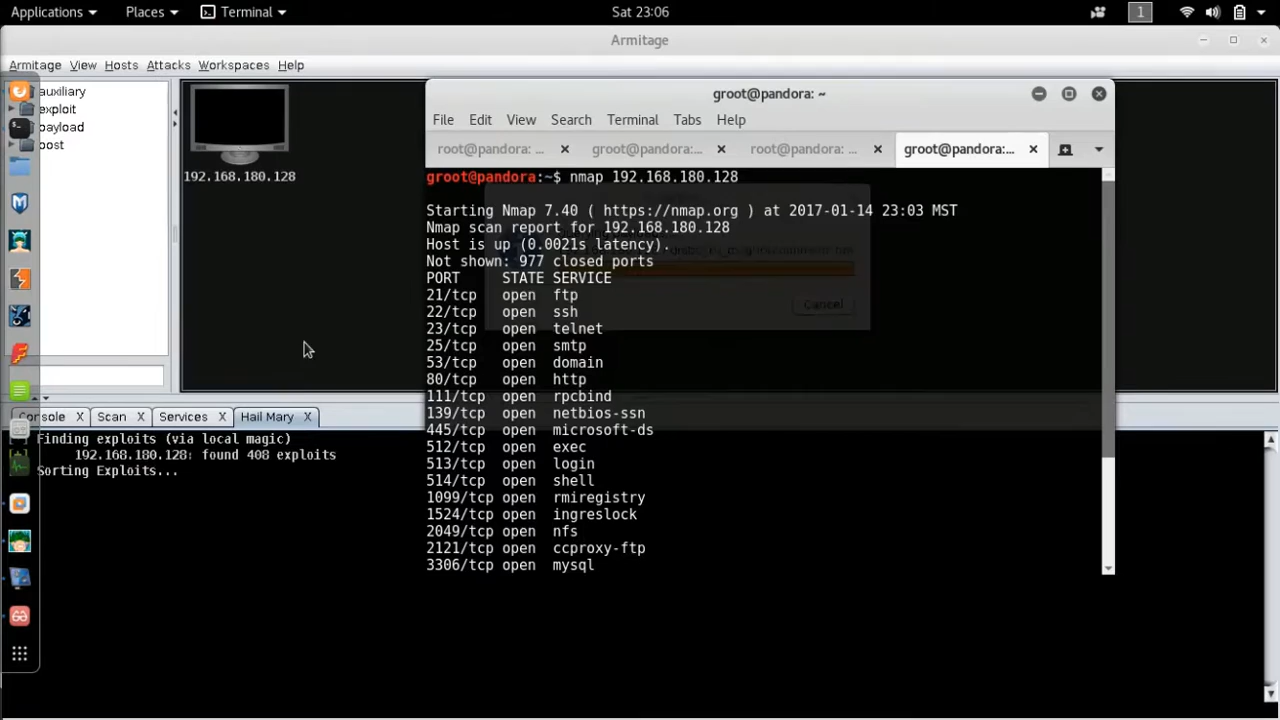 Applications Places Terminal Sat 23:06 1
Armitage
Armitage View Hosts Attacks Workspaces Help
auxiliary
exploit
payload
post
192.168.180.128
groot@pandora: ~
File Edit View Search Terminal Tabs Help
root@pandora: ... groot@pandora:... root@pandora: ... groot@pandora:...
groot@pandora:~$ nmap 192.168.180.128
Starting Nmap 7.40 ( https://nmap.org ) at 2017-01-14 23:03 MST
Nmap scan report for 192.168.180.128
Host is up (0.0021s latency).
Not shown: 977 closed ports
PORT STATE SERVICE
21/tcp open ftp
22/tcp open ssh
23/tcp open telnet
25/tcp open smtp
53/tcp open domain
80/tcp open http
111/tcp open rpcbind
139/tcp open netbios-ssn
445/tcp open microsoft-ds
512/tcp open exec
513/tcp open login
514/tcp open shell
1099/tcp open rmiregistry
1524/tcp open ingreslock
2049/tcp open nfs
2121/tcp open ccproxy-ftp
3306/tcp open mysql
Cancel
Console X Scan X Services X Hail Mary X
Finding exploits (via local magic)
192.168.180.128: found 408 exploits
Sorting Exploits...